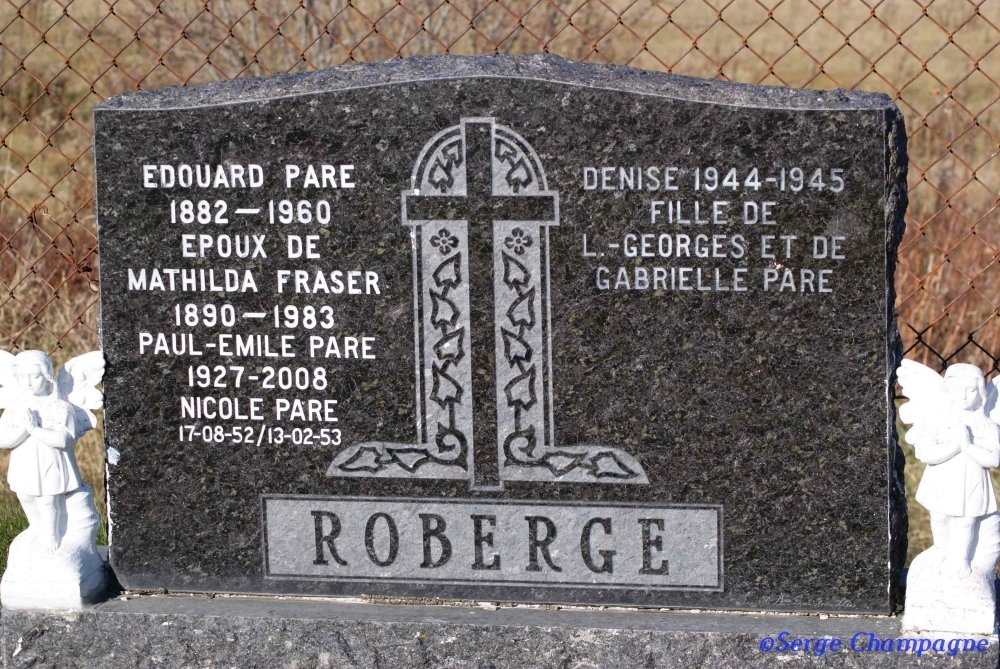 EDOUARD PARE
1882 — 1960
EPOUX DE
MATHILDA FRASER
1890 — 1983
PAUL-EMILE PARE
1927-2008
NICOLE PARE
17-08-52/13-02-53
DENISE 1944-1945
FILLE DE
L.-GEORGES ET DE
GABRIELLE PARE
ROBERGE
©Serge Champagne